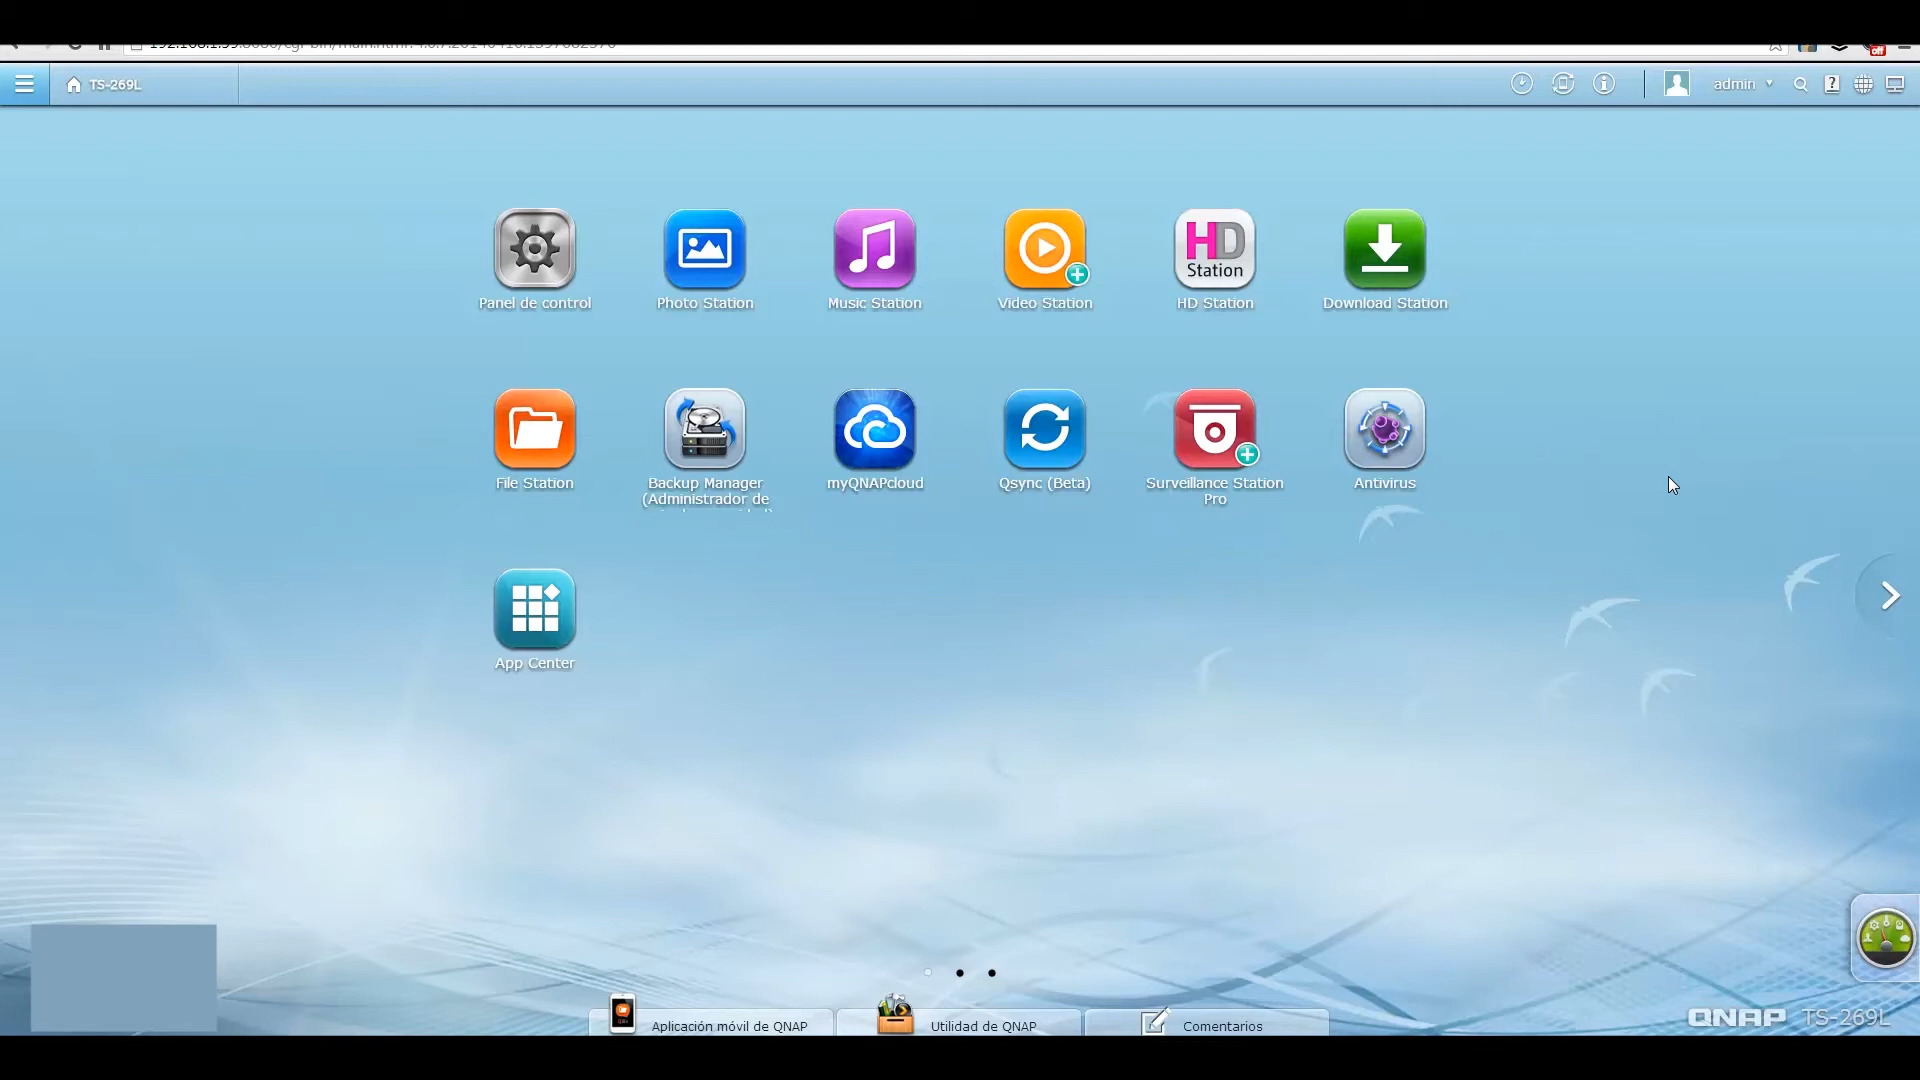 TS-269L
admin
?
Panel de control
Photo Station
Music Station
Video Station
HD
Station
HD Station
Download Station
File Station
Backup Manager
(Administrador de
myQNAPcloud
Qsync (Beta)
Surveillance Station
Pro
Antivirus
App Center
Aplicación móvil de QNAP
Utilidad de QNAP
Comentarios
QNAP TS-269L
off